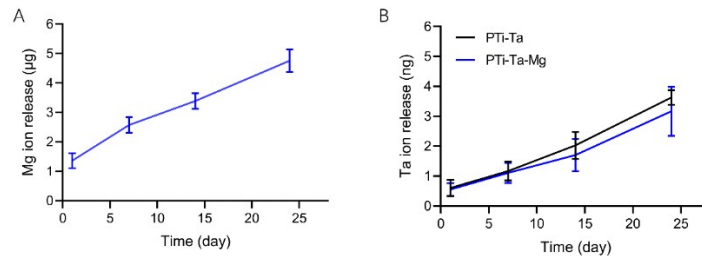 A
Mg ion release (μg)
6
5
4
3
2
1
0
0 5 10 15 20 25
Time (day)
B
Ta ion release (ng)
6
5
4
3
2
1
0
PTi-Ta
PTi-Ta-Mg
0 5 10 15 20 25
Time (day)